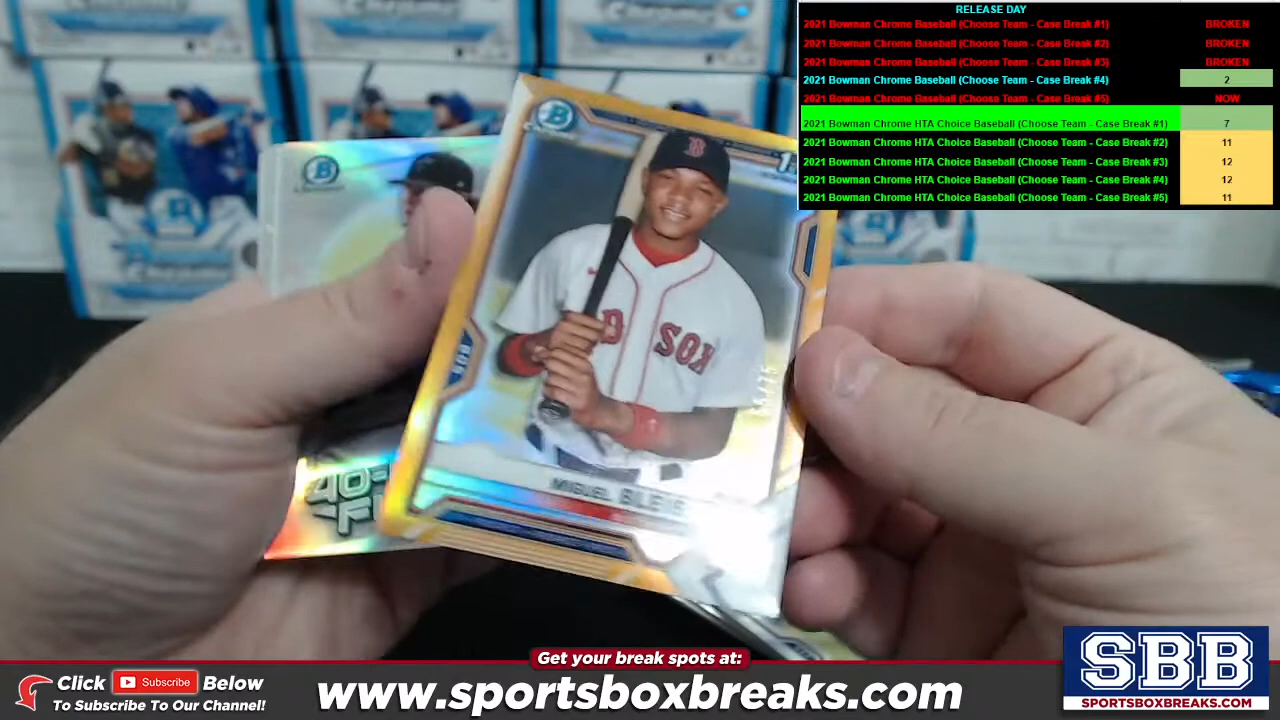 RELEASE DAY
2021 Bowman Chrome Baseball (Choose Team - Case Break #1) BROKEN
2021 Bowman Chrome Baseball (Choose Team - Case Break #2) BROKEN
2021 Bowman Chrome Baseball (Choose Team - Case Break #3) BROKEN
2021 Bowman Chrome Baseball (Choose Team - Case Break #4) 2
2021 Bowman Chrome Baseball (Choose Team - Case Break #5) NOW
2021 Bowman Chrome HTA Choice Baseball (Choose Team - Case Break #1) 7
2021 Bowman Chrome HTA Choice Baseball (Choose Team - Case Break #2) 11
2021 Bowman Chrome HTA Choice Baseball (Choose Team - Case Break #3) 12
2021 Bowman Chrome HTA Choice Baseball (Choose Team - Case Break #4) 12
2021 Bowman Chrome HTA Choice Baseball (Choose Team - Case Break #5) 11
B
B
B
SOX
BOS
MIGUEL BLEIS
Get your break spots at:
Click Subscribe Below
To Subscribe To Our Channel!
www.sportsboxbreaks.com
SBB
SPORTSBOXBREAKS.COM